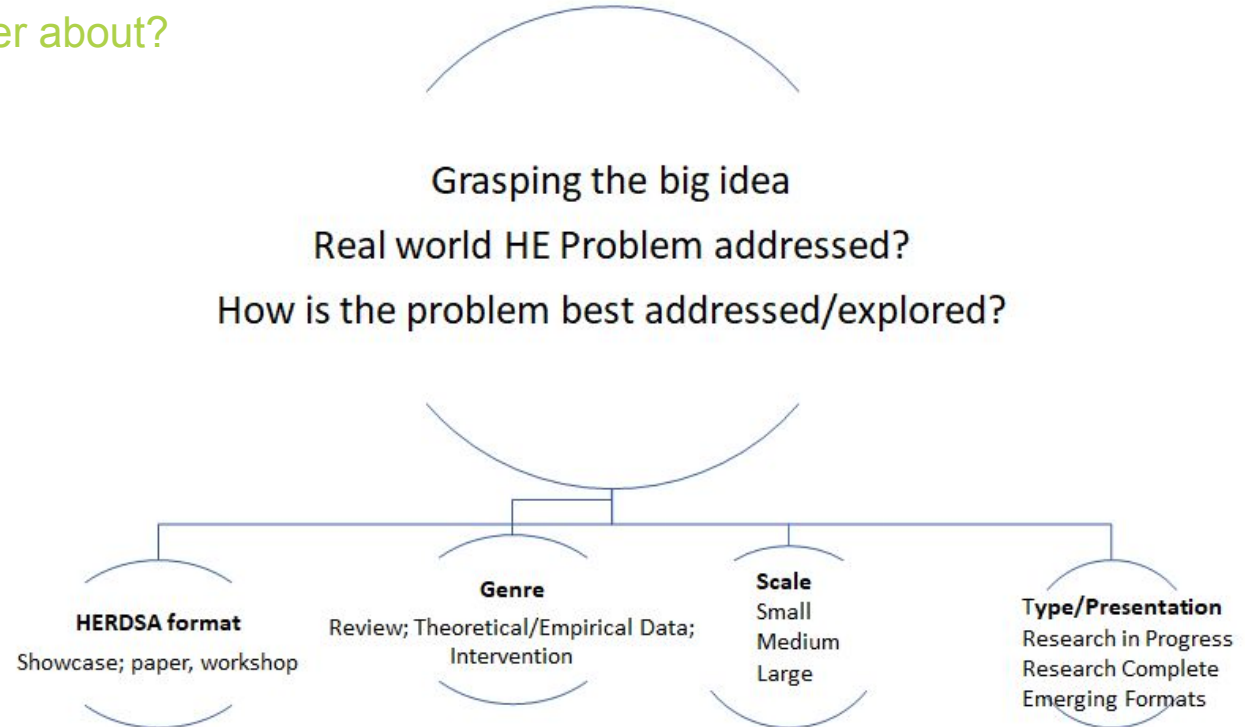 er about?
Grasping the big idea
Real world HE Problem addressed?
How is the problem best addressed/explored?
HERDSA format
Showcase; paper, workshop
Genre
Review; Theoretical/Empirical Data;
Intervention
Scale
Small
Medium
Large
Type/Presentation
Research in Progress
Research Complete
Emerging Formats